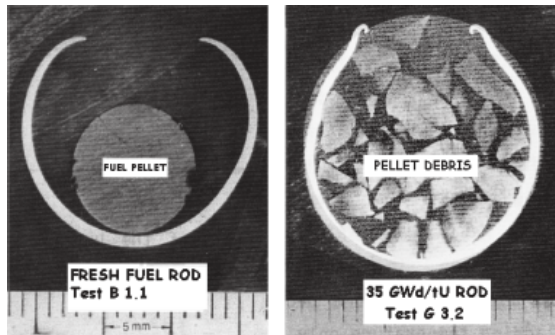 FUEL PELLET
FRESH FUEL ROD
Test B 1.1
5 mm
PELLET DEBRIS
35 GWd/tU ROD
Test G 3.2